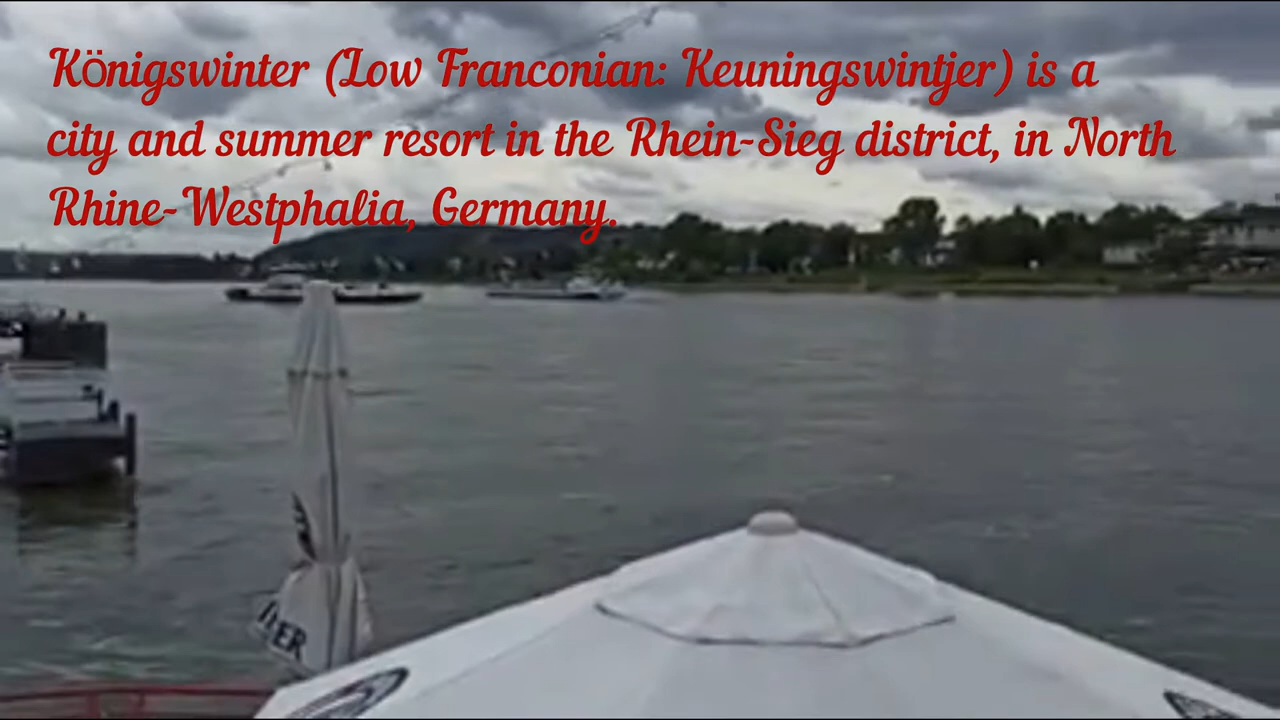 Königswinter (Low Franconian: Keuningswintjer) is a
city and summer resort in the Rhein-Sieg district, in North
Rhine-Westphalia, Germany.